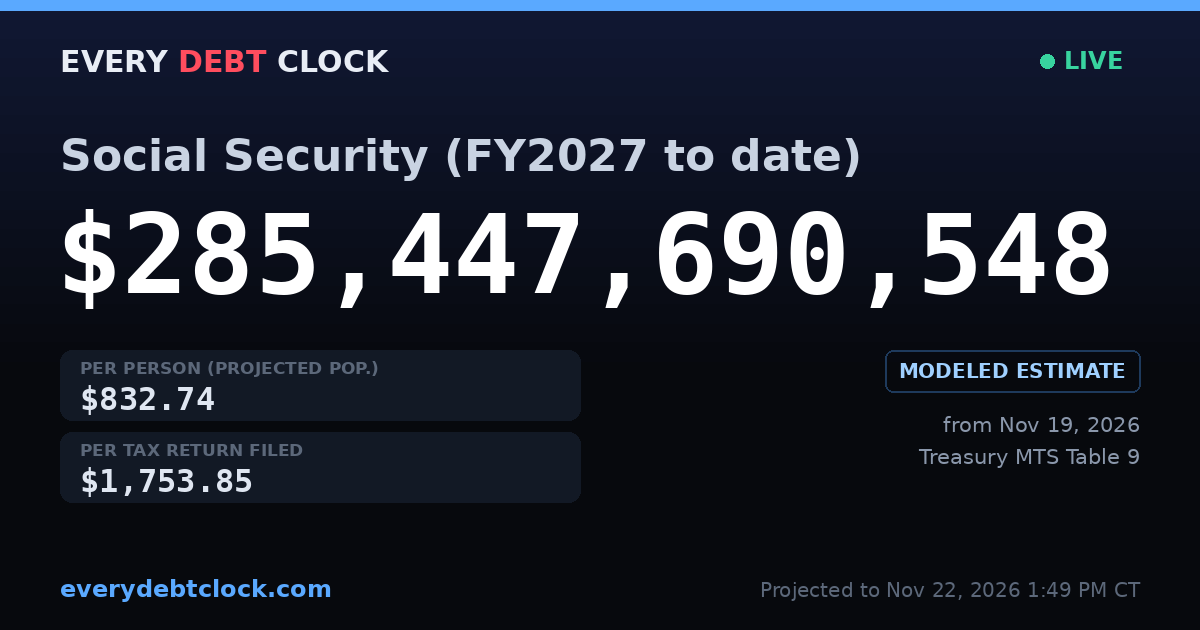 EVERY DEBT CLOCK
LIVE
Social Security (FY2027 to date)
$285,447,690,548
PER PERSON (PROJECTED POP.)
$832.74
PER TAX RETURN FILED
$1,753.85
MODELED ESTIMATE
from Nov 19, 2026
Treasury MTS Table 9
everydebtclock.com
Projected to Nov 22, 2026 1:49 PM CT